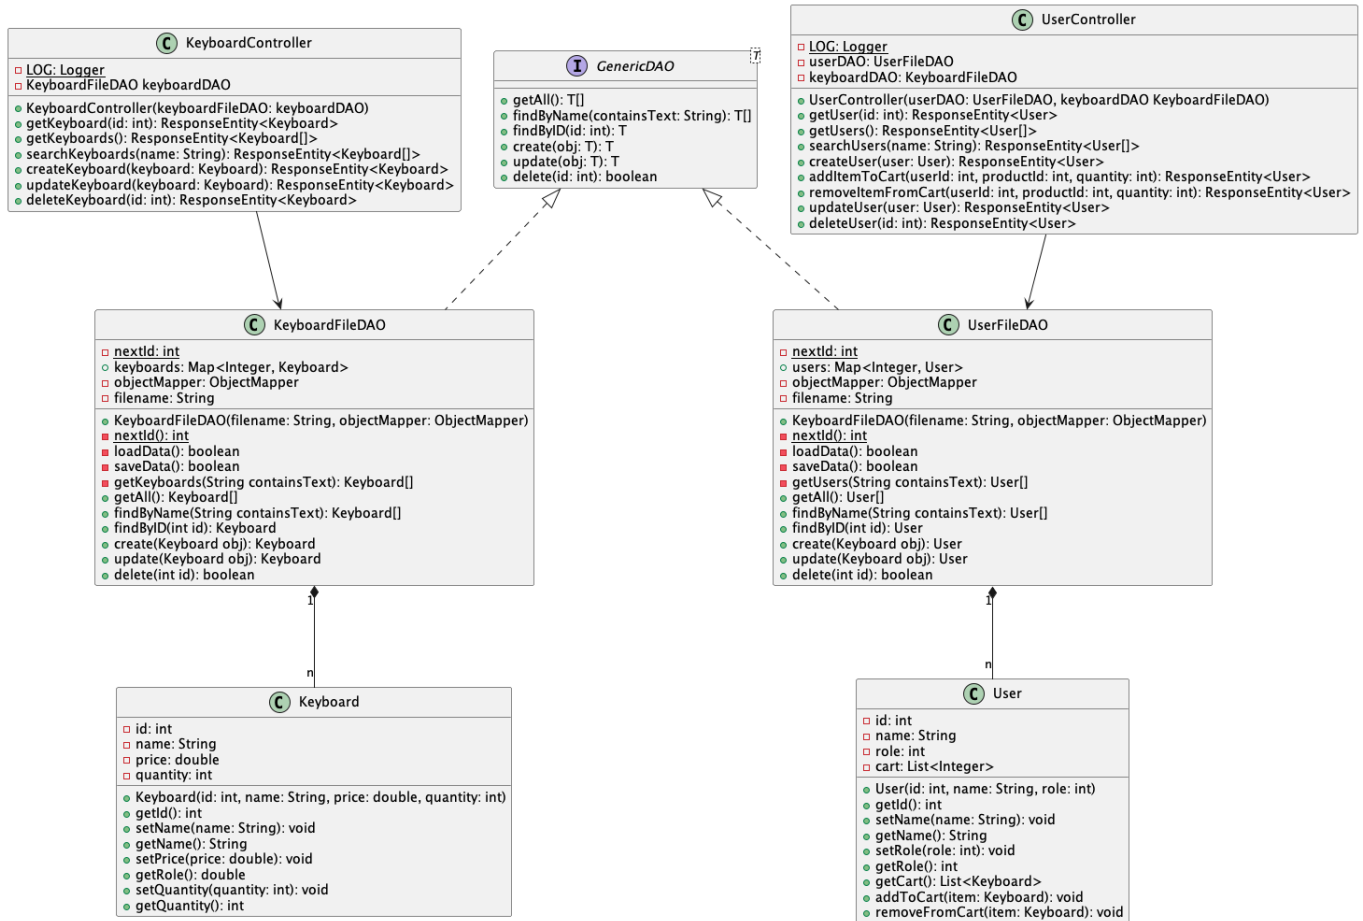 C KeyboardController
LOG: Logger
KeyboardFileDAO keyboardDAO
KeyboardController(keyboardFileDAO: keyboardDAO)
getKeyboard(id: int): ResponseEntity<Keyboard>
getKeyboards(): ResponseEntity<Keyboard[]>
searchKeyboards(name: String): ResponseEntity<Keyboard[]>
createKeyboard(keyboard: Keyboard): ResponseEntity<Keyboard>
updateKeyboard(keyboard: Keyboard): ResponseEntity<Keyboard>
deleteKeyboard(id: int): ResponseEntity<Keyboard>
I GenericDAO
T
getAll(): T[]
findByName(containsText: String): T[]
findByID(id: int): T
create(obj: T): T
update(obj: T): T
delete(id: int): boolean
C UserController
LOG: Logger
userDAO: UserFileDAO
keyboardDAO: KeyboardFileDAO
UserController(userDAO: UserFileDAO, keyboardDAO KeyboardFileDAO)
getUser(id: int): ResponseEntity<User>
getUsers(): ResponseEntity<User[]>
searchUsers(name: String): ResponseEntity<User[]>
createUser(user: User): ResponseEntity<User>
addItemToCart(userId: int, productId: int, quantity: int): ResponseEntity<User>
removeItemFromCart(userId: int, productId: int, quantity: int): ResponseEntity<User>
updateUser(user: User): ResponseEntity<User>
deleteUser(id: int): ResponseEntity<User>
C KeyboardFileDAO
nextId: int
keyboards: Map<Integer, Keyboard>
objectMapper: ObjectMapper
filename: String
KeyboardFileDAO(filename: String, objectMapper: ObjectMapper)
nextId(): int
loadData(): boolean
saveData(): boolean
getKeyboards(String containsText): Keyboard[]
getAll(): Keyboard[]
findByName(String containsText): Keyboard[]
findByID(int id): Keyboard
create(Keyboard obj): Keyboard
update(Keyboard obj): Keyboard
delete(int id): boolean
C UserFileDAO
nextId: int
users: Map<Integer, User>
objectMapper: ObjectMapper
filename: String
KeyboardFileDAO(filename: String, objectMapper: ObjectMapper)
nextId(): int
loadData(): boolean
saveData(): boolean
getUsers(String containsText): User[]
getAll(): User[]
findByName(String containsText): User[]
findByID(int id): User
create(Keyboard obj): User
update(Keyboard obj): User
delete(int id): boolean
1
n
1
n
C Keyboard
id: int
name: String
price: double
quantity: int
Keyboard(id: int, name: String, price: double, quantity: int)
getId(): int
setName(name: String): void
getName(): String
setPrice(price: double): void
getRole(): double
setQuantity(quantity: int): void
getQuantity(): int
C User
id: int
name: String
role: int
cart: List<Integer>
User(id: int, name: String, role: int)
getId(): int
setName(name: String): void
getName(): String
setRole(role: int): void
getRole(): int
getCart(): List<Keyboard>
addToCart(item: Keyboard): void
removeFromCart(item: Keyboard): void